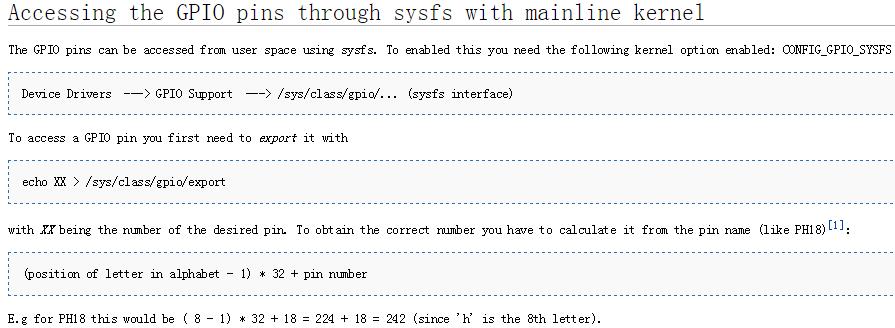 Accessing the GPIO pins through sysfs with mainline kernel
The GPIO pins can be accessed from user space using sysfs. To enabled this you need the following kernel option enabled: CONFIG_GPIO_SYSFS
Device Drivers ---> GPIO Support ---> /sys/class/gpio/... (sysfs interface)
To access a GPIO pin you first need to export it with
echo XX > /sys/class/gpio/export
with XX being the number of the desired pin. To obtain the correct number you have to calculate it from the pin name (like PH18)[1]:
(position of letter in alphabet - 1) * 32 + pin number
E.g for PH18 this would be ( 8 - 1) * 32 + 18 = 224 + 18 = 242 (since 'h' is the 8th letter).